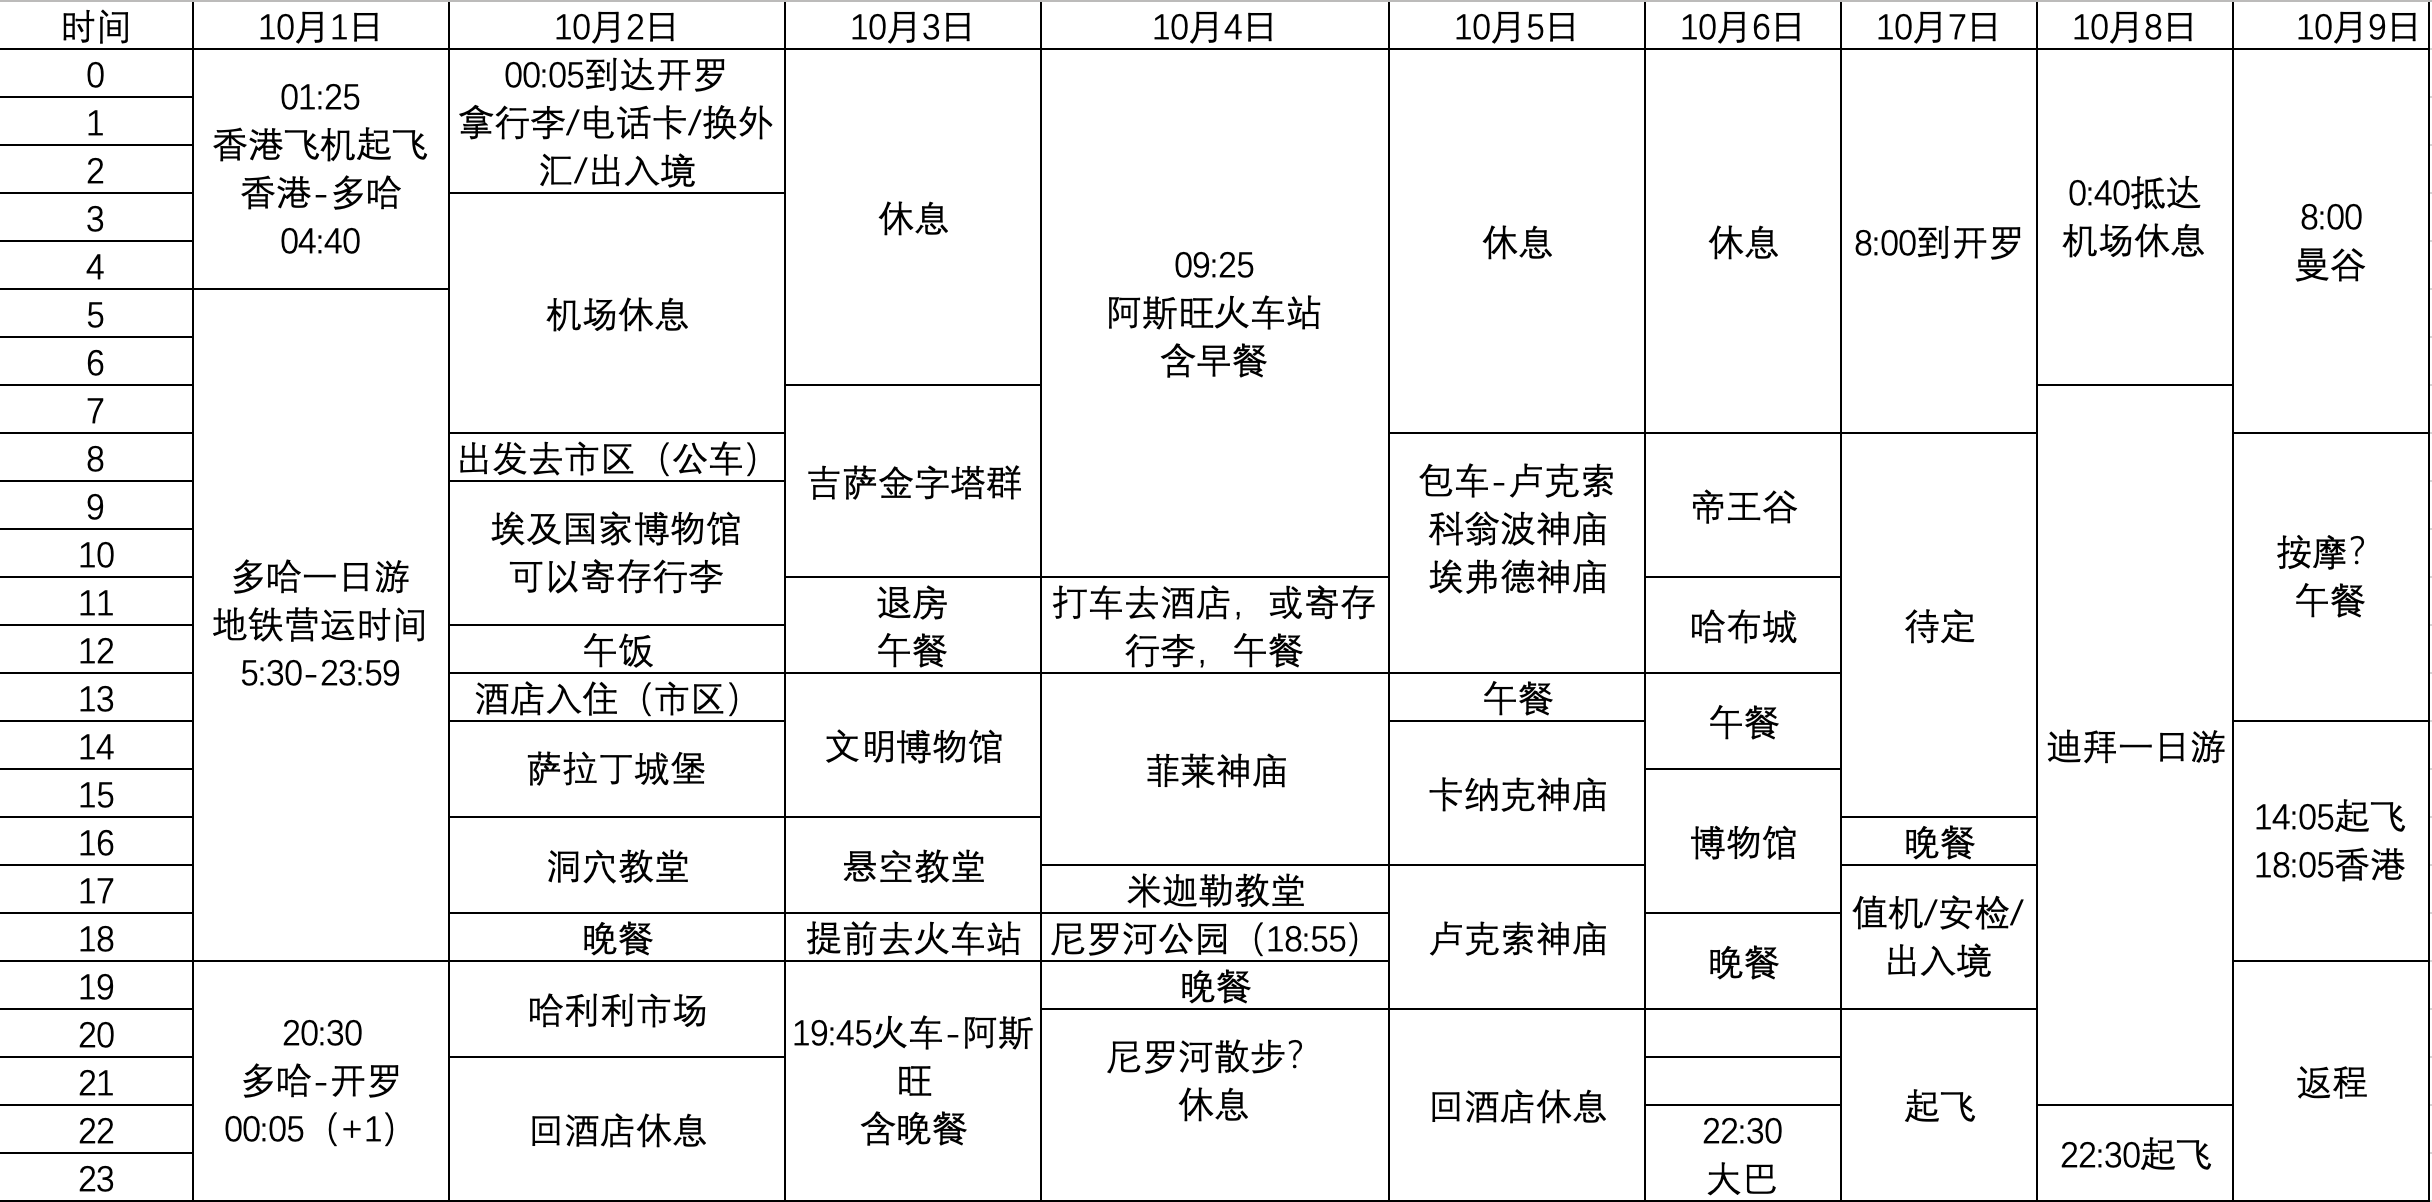 时间
10月1日
10月2日
10月3日
10月4日
10月5日
10月6日
10月7日
10月8日
10月9日
0
1
2
3
4
5
6
7
8
9
10
11
12
13
14
15
16
17
18
19
20
21
22
23
01:25
香港飞机起飞
香港-多哈
04:40
多哈一日游
地铁营运时间
5:30-23:59
20:30
多哈-开罗
00:05（+1）
00:05到达开罗
拿行李/电话卡/换外
汇/出入境
机场休息
出发去市区（公车）
埃及国家博物馆
可以寄存行李
午饭
酒店入住（市区）
萨拉丁城堡
洞穴教堂
晚餐
哈利利市场
回酒店休息
休息
吉萨金字塔群
退房
午餐
文明博物馆
悬空教堂
提前去火车站
19:45火车-阿斯
旺
含晚餐
09:25
阿斯旺火车站
含早餐
打车去酒店，或寄存
行李，午餐
菲莱神庙
米迦勒教堂
尼罗河公园（18:55）
晚餐
尼罗河散步？
休息
休息
包车-卢克索
科翁波神庙
埃弗德神庙
午餐
卡纳克神庙
卢克索神庙
回酒店休息
休息
帝王谷
哈布城
午餐
博物馆
晚餐
22:30
大巴
8:00到开罗
待定
晚餐
值机/安检/
出入境
起飞
0:40抵达
机场休息
迪拜一日游
22:30起飞
8:00
曼谷
按摩？
午餐
14:05起飞
18:05香港
返程